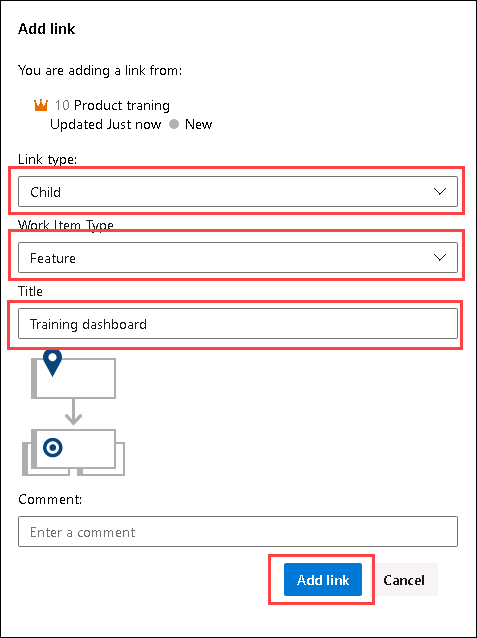 Add link
You are adding a link from:
10 Product traning
Updated Just now New
Link type:
Child
Work Item Type
Feature
Title
Training dashboard
Comment:
Enter a comment
Add link Cancel